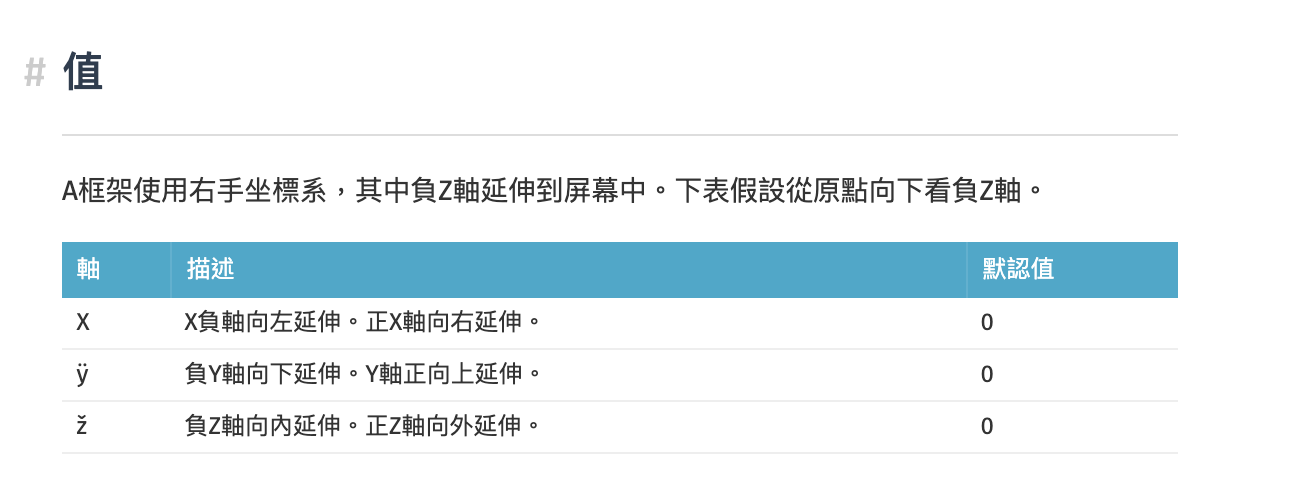 # 值
A框架使用右手坐標系，其中負Z軸延伸到屏幕中。下表假設從原點向下看負Z軸。
軸 描述 默認值
X X負軸向左延伸。正X軸向右延伸。 0
ÿ 負Y軸向下延伸。Y軸正向上延伸。 0
ž 負Z軸向內延伸。正Z軸向外延伸。 0